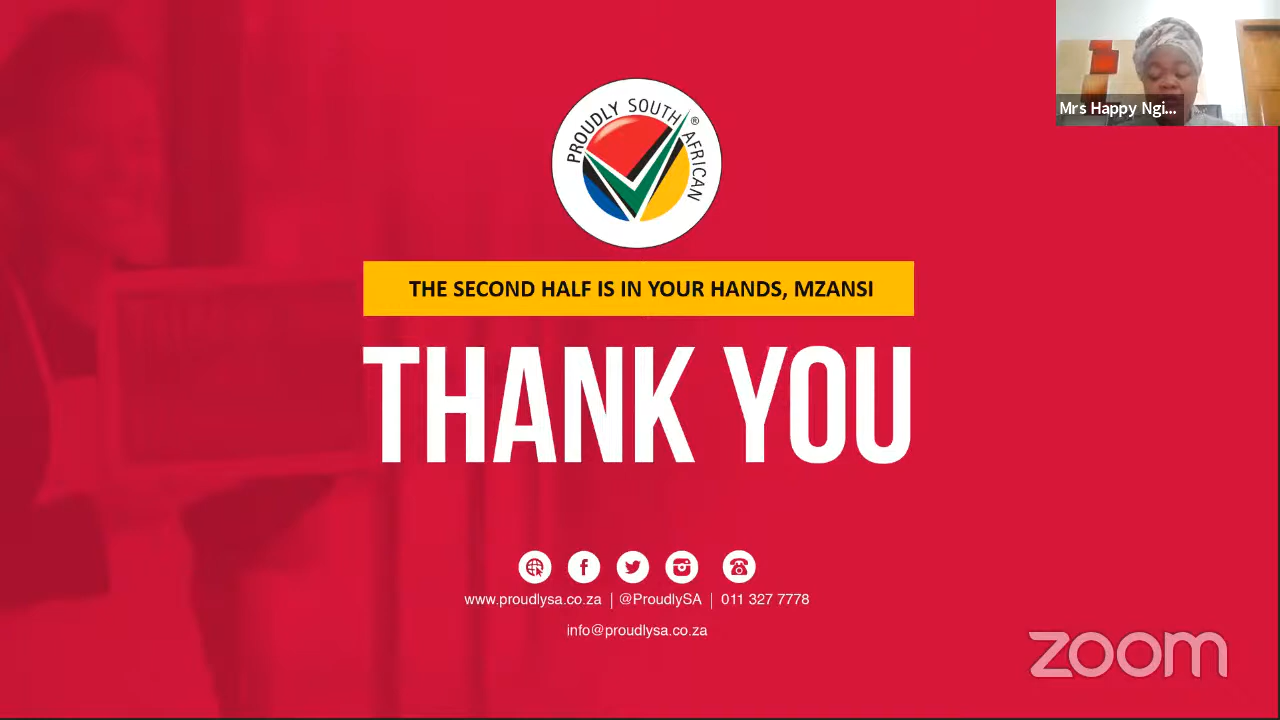 Mrs Happy Ngi...
PROUDLY SOUTH AFRICAN
®
THE SECOND HALF IS IN YOUR HANDS, MZANSI
THANK YOU
www.proudlysa.co.za | @ProudlySA | 011 327 7778
info@proudlysa.co.za
zoom